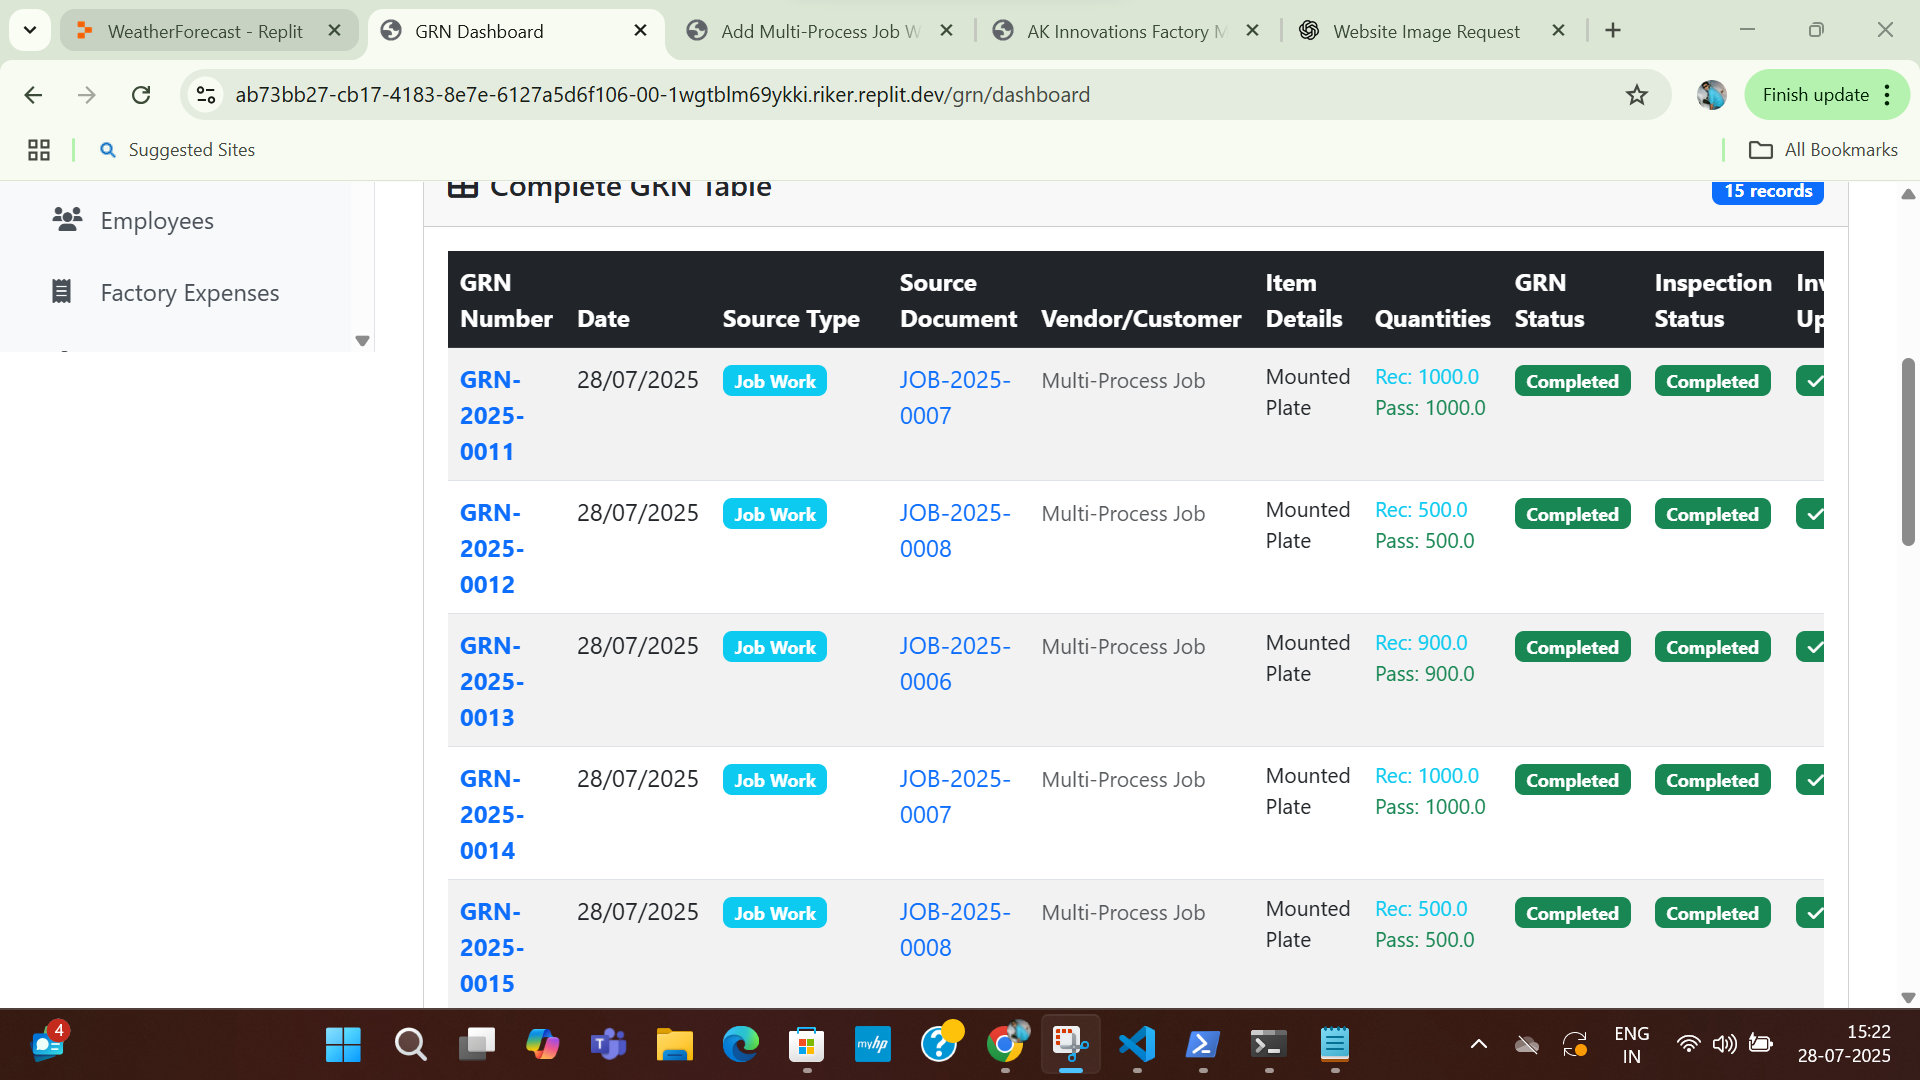 WeatherForecast - Replit
GRN Dashboard
Add Multi-Process Job W
AK Innovations Factory M
Website Image Request
ab73bb27-cb17-4183-8e7e-6127a5d6f106-00-1wgtblm69ykki.riker.replit.dev/grn/dashboard
Finish update
Suggested Sites
All Bookmarks
Employees
Factory Expenses
Complete GRN Table
15 records
GRN Number Date Source Type Source Document Vendor/Customer Item Details Quantities GRN Status Inspection Status
GRN-2025-0011 28/07/2025 Job Work JOB-2025-0007 Multi-Process Job Mounted Plate Rec: 1000.0 Pass: 1000.0 Completed Completed
GRN-2025-0012 28/07/2025 Job Work JOB-2025-0008 Multi-Process Job Mounted Plate Rec: 500.0 Pass: 500.0 Completed Completed
GRN-2025-0013 28/07/2025 Job Work JOB-2025-0006 Multi-Process Job Mounted Plate Rec: 900.0 Pass: 900.0 Completed Completed
GRN-2025-0014 28/07/2025 Job Work JOB-2025-0007 Multi-Process Job Mounted Plate Rec: 1000.0 Pass: 1000.0 Completed Completed
GRN-2025-0015 28/07/2025 Job Work JOB-2025-0008 Multi-Process Job Mounted Plate Rec: 500.0 Pass: 500.0 Completed Completed
4
myhp
ENG
IN
15:22
28-07-2025